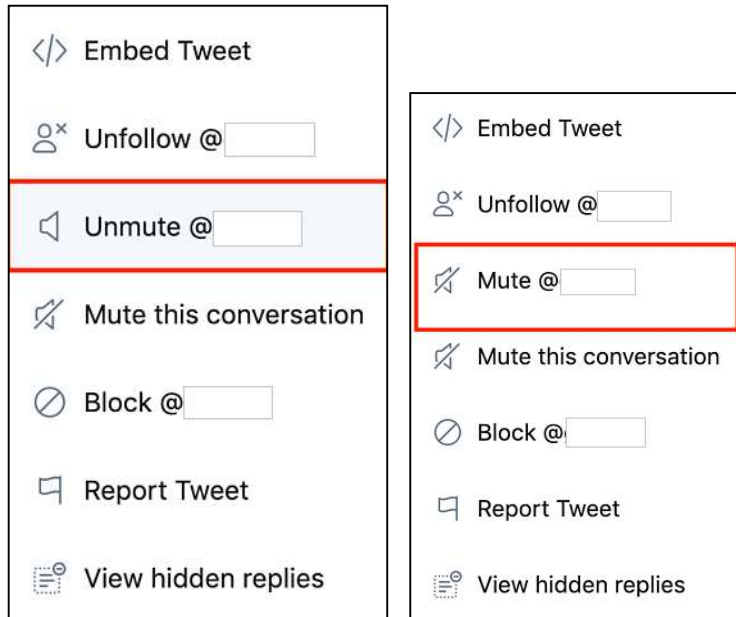 Embed Tweet
Unfollow @
Unmute @
Mute this conversation
Block @
Report Tweet
View hidden replies
Embed Tweet
Unfollow @
Mute @
Mute this conversation
Block @
Report Tweet
View hidden replies